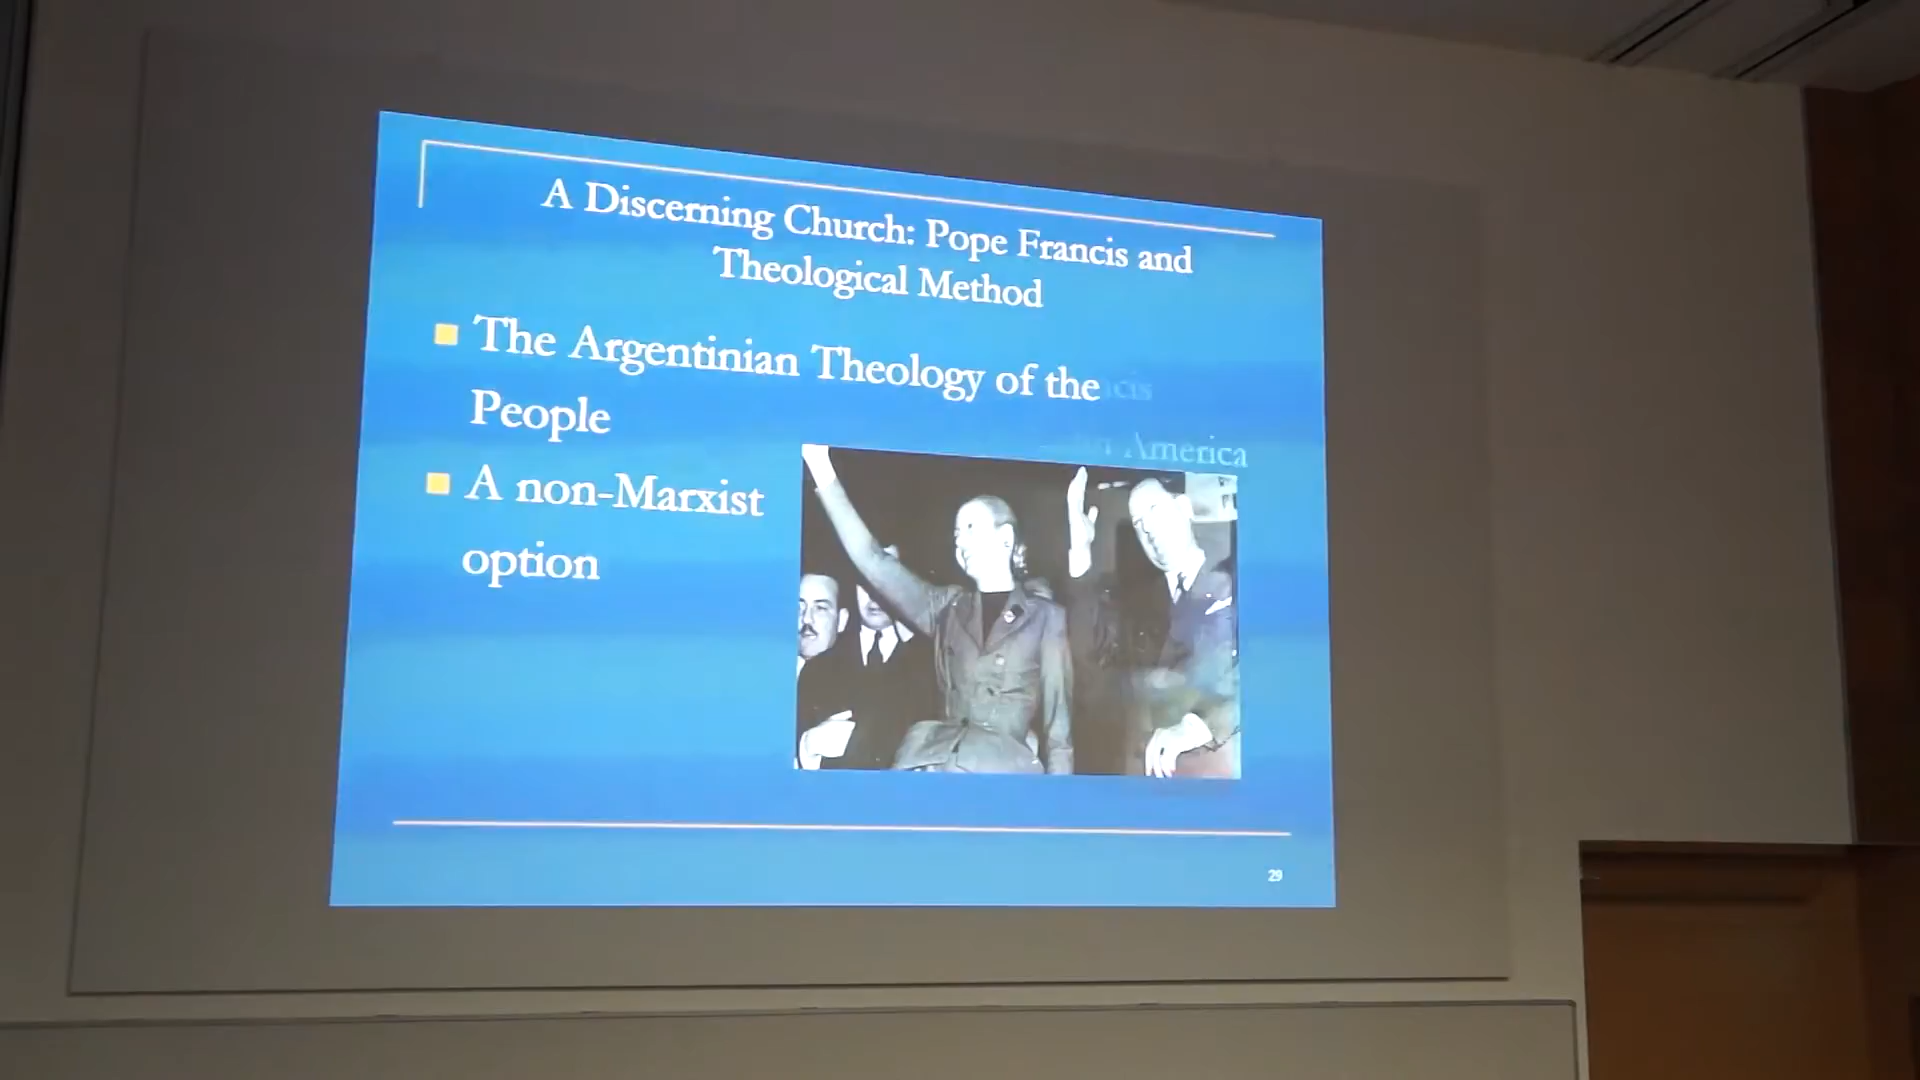 A Discerning Church: Pope Francis and
Theological Method
The Argentinian Theology of the
People
A non-Marxist
option
America
29